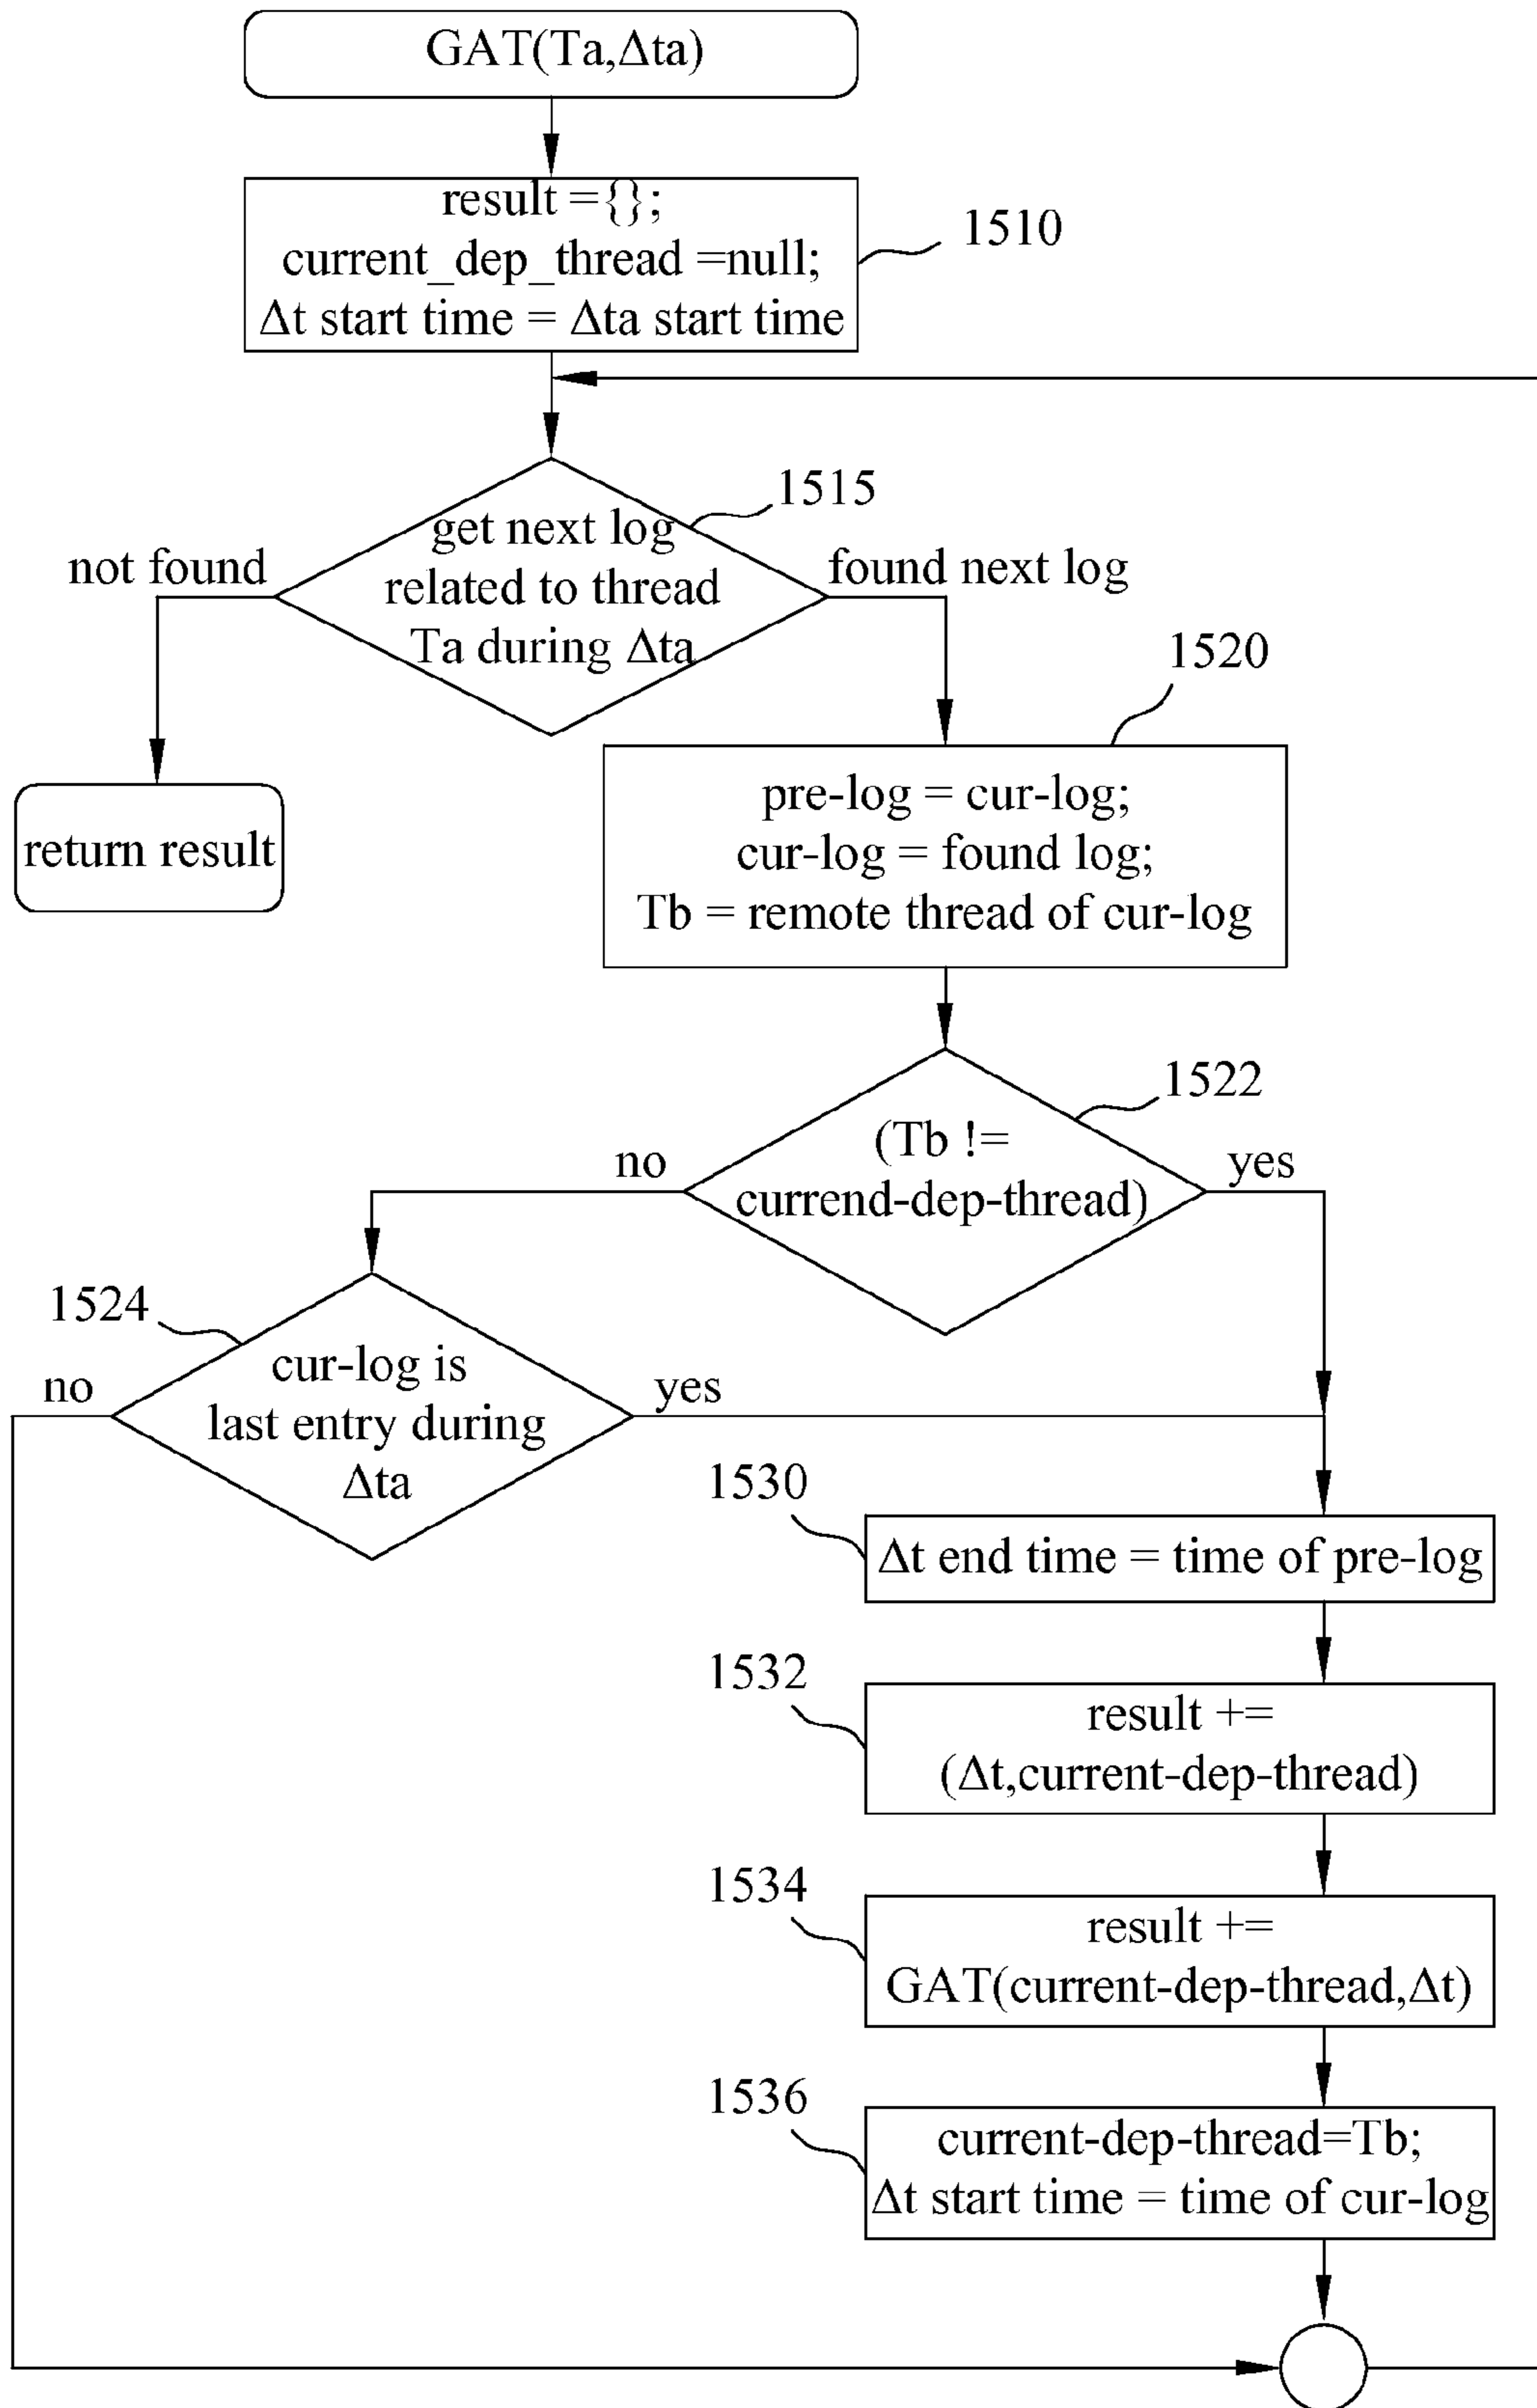 GAT(Ta,Δta)
result ={};
current_dep_thread =null;
Δt start time = Δta start time
1510
1515
get next log
related to thread
Ta during Δta
not found
found next log
1520
return result
pre-log = cur-log;
cur-log = found log;
Tb = remote thread of cur-log
1522
(Tb !=
currend-dep-thread)
no
yes
1524
cur-log is
last entry during
Δta
no
yes
1530
Δt end time = time of pre-log
1532
result +=
(Δt,current-dep-thread)
1534
result +=
GAT(current-dep-thread,Δt)
1536
current-dep-thread=Tb;
Δt start time = time of cur-log